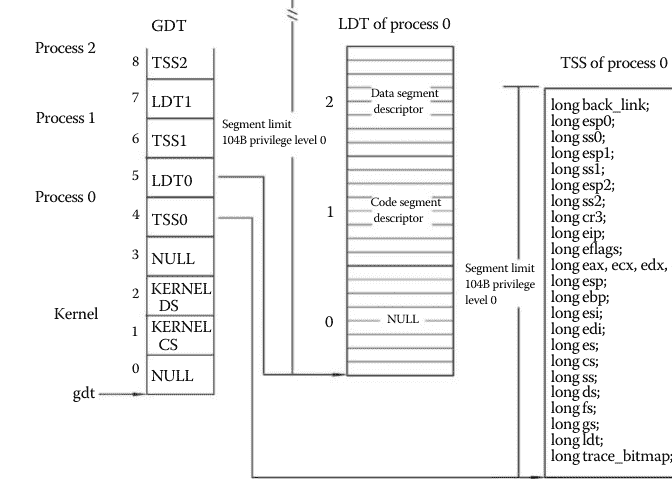 GDT
LDT of process 0
TSS of process 0
Process 2
8 TSS2
7 LDT1
Process 1
6 TSS1
5 LDT0
Process 0
4 TSS0
3 NULL
2 KERNEL
DS
Kernel
1 KERNEL
CS
0 NULL
gdt
Segment limit
104B privilege level 0
2 Data segment
descriptor
1 Code segment
descriptor
0 NULL
Segment limit
104B privilege
level 0
long back_link;
long esp0;
long ss0;
long esp1;
long ss1;
long esp2;
long ss2;
long cr3;
long eip;
long eflags;
long eax, ecx, edx,
long esp;
long ebp;
long esi;
long edi;
long es;
long cs;
long ss;
long ds;
long fs;
long gs;
long ldt;
long trace_bitmap;